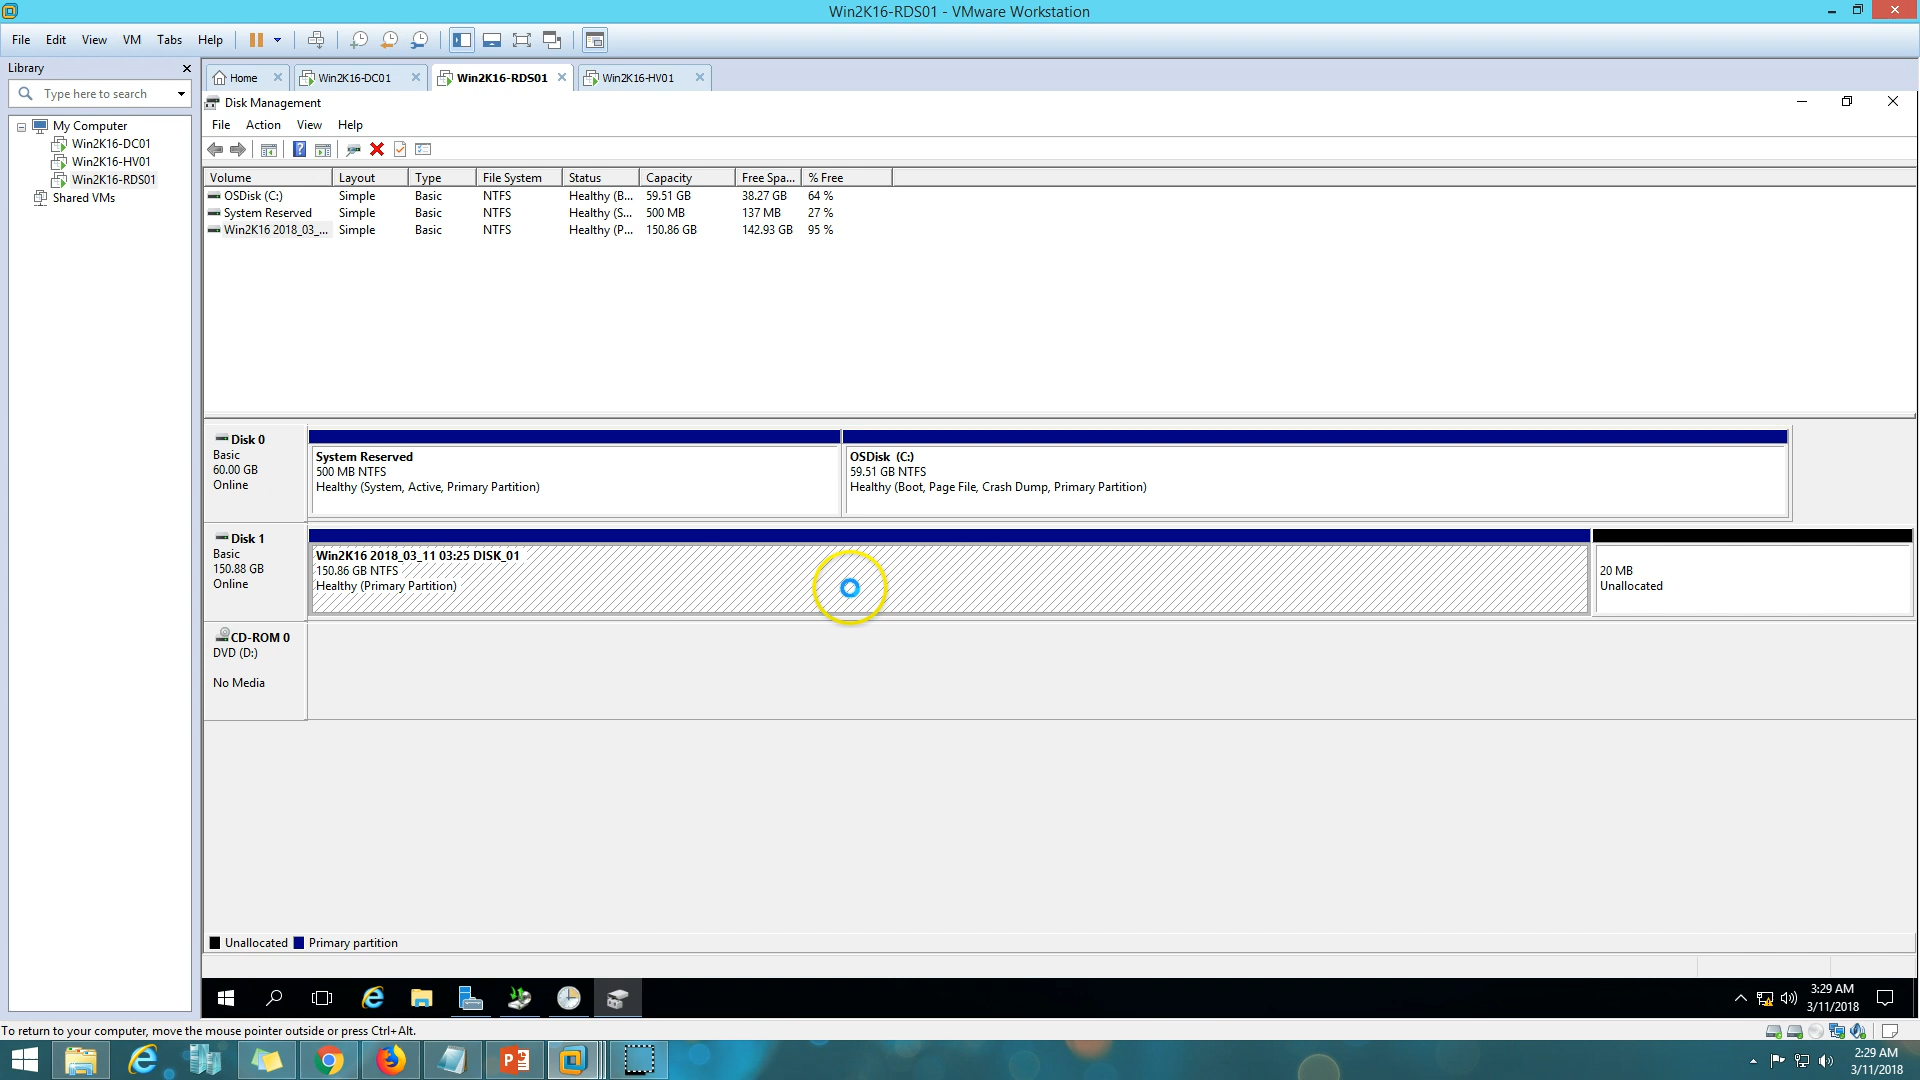 Win2K16-RDS01 - VMware Workstation
File Edit View VM Tabs Help
Library
Type here to search
My Computer
Win2K16-DC01
Win2K16-HV01
Win2K16-RDS01
Shared VMs
Home Win2K16-DC01 Win2K16-RDS01 Win2K16-HV01
Disk Management
File Action View Help
Volume Layout Type File System Status Capacity Free Spa... % Free
OSDisk (C:) Simple Basic NTFS Healthy (B... 59.51 GB 38.27 GB 64 %
System Reserved Simple Basic NTFS Healthy (S... 500 MB 137 MB 27 %
Win2K16 2018_03_... Simple Basic NTFS Healthy (P... 150.86 GB 142.93 GB 95 %
Disk 0
Basic
60.00 GB
Online
System Reserved
500 MB NTFS
Healthy (System, Active, Primary Partition)
OSDisk (C:)
59.51 GB NTFS
Healthy (Boot, Page File, Crash Dump, Primary Partition)
Disk 1
Basic
150.88 GB
Online
Win2K16 2018_03_11 03:25 DISK_01
150.86 GB NTFS
Healthy (Primary Partition)
20 MB
Unallocated
CD-ROM 0
DVD (D:)
No Media
Unallocated Primary partition
3:29 AM
3/11/2018
To return to your computer, move the mouse pointer outside or press Ctrl+Alt.
2:29 AM
3/11/2018